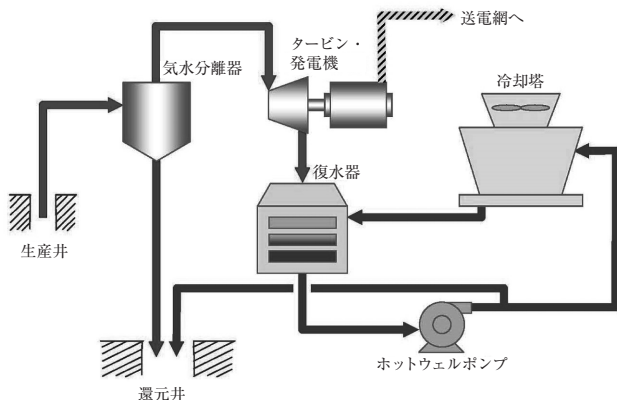 タービン・
発電機
送電網へ
気水分離器
冷却塔
復水器
生産井
ホットウェルポンプ
還元井